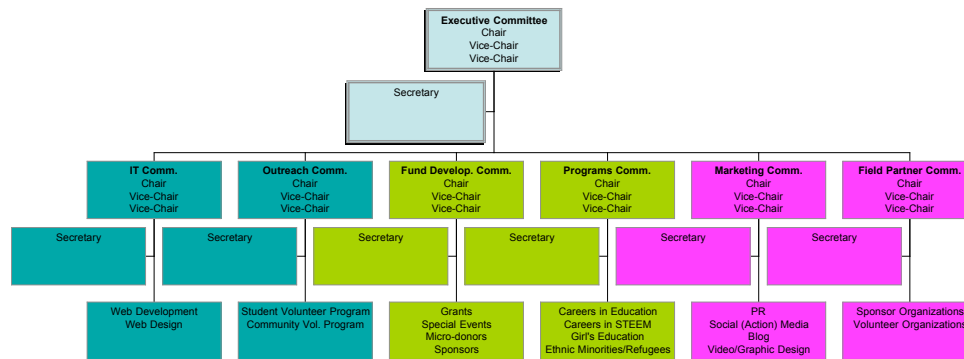 Executive Committee
Chair
Vice-Chair
Vice-Chair
Secretary
IT Comm.
Chair
Vice-Chair
Vice-Chair
Outreach Comm.
Chair
Vice-Chair
Vice-Chair
Fund Develop. Comm.
Chair
Vice-Chair
Vice-Chair
Programs Comm.
Chair
Vice-Chair
Vice-Chair
Marketing Comm.
Chair
Vice-Chair
Vice-Chair
Field Partner Comm.
Chair
Vice-Chair
Vice-Chair
Secretary
Secretary
Secretary
Secretary
Secretary
Secretary
Web Development
Web Design
Student Volunteer Program
Community Vol. Program
Grants
Special Events
Micro-donors
Sponsors
Careers in Education
Careers in STEEM
Girl's Education
Ethnic Minorities/Refugees
PR
Social (Action) Media
Blog
Video/Graphic Design
Sponsor Organizations
Volunteer Organizations